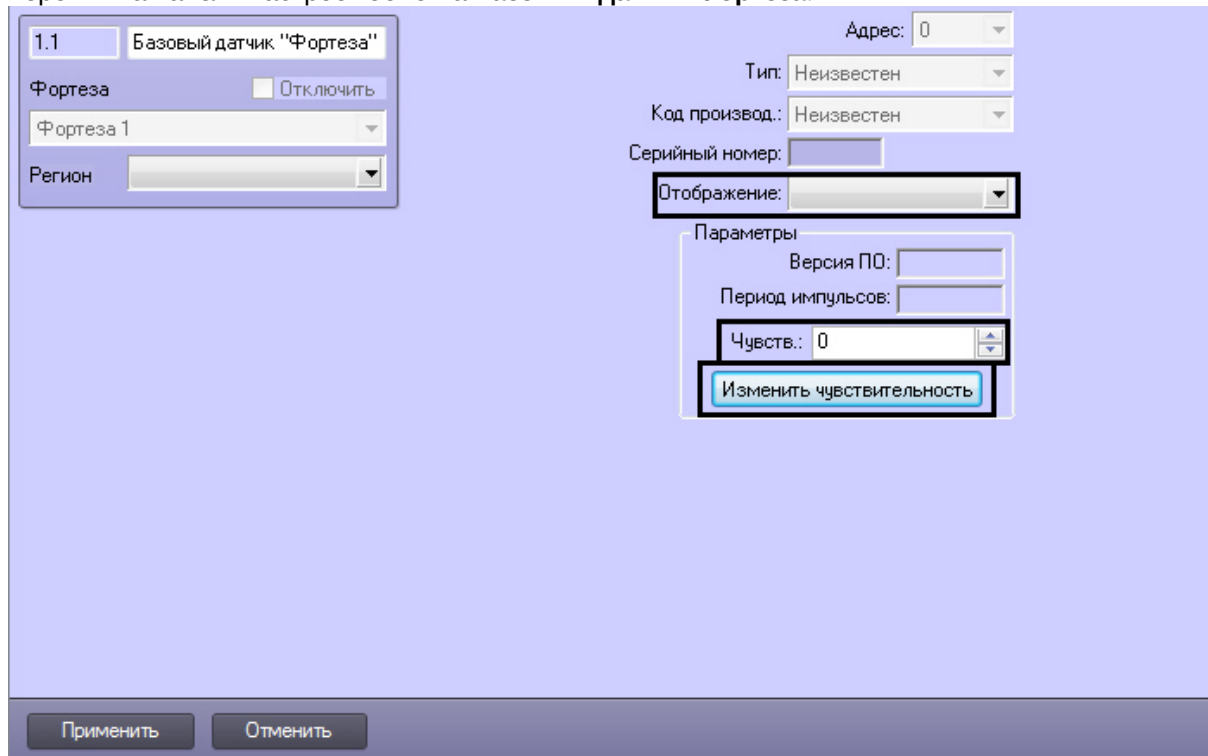 1.1 Базовый датчик "Фортеза"
Фортеза Отключить
Фортеза 1
Регион
Адрес: 0
Тип: Неизвестен
Код производ.: Неизвестен
Серийный номер:
Отображение:
Параметры
Версия ПО:
Период импульсов:
Чувств.: 0
Изменить чувствительность
Применить Отменить